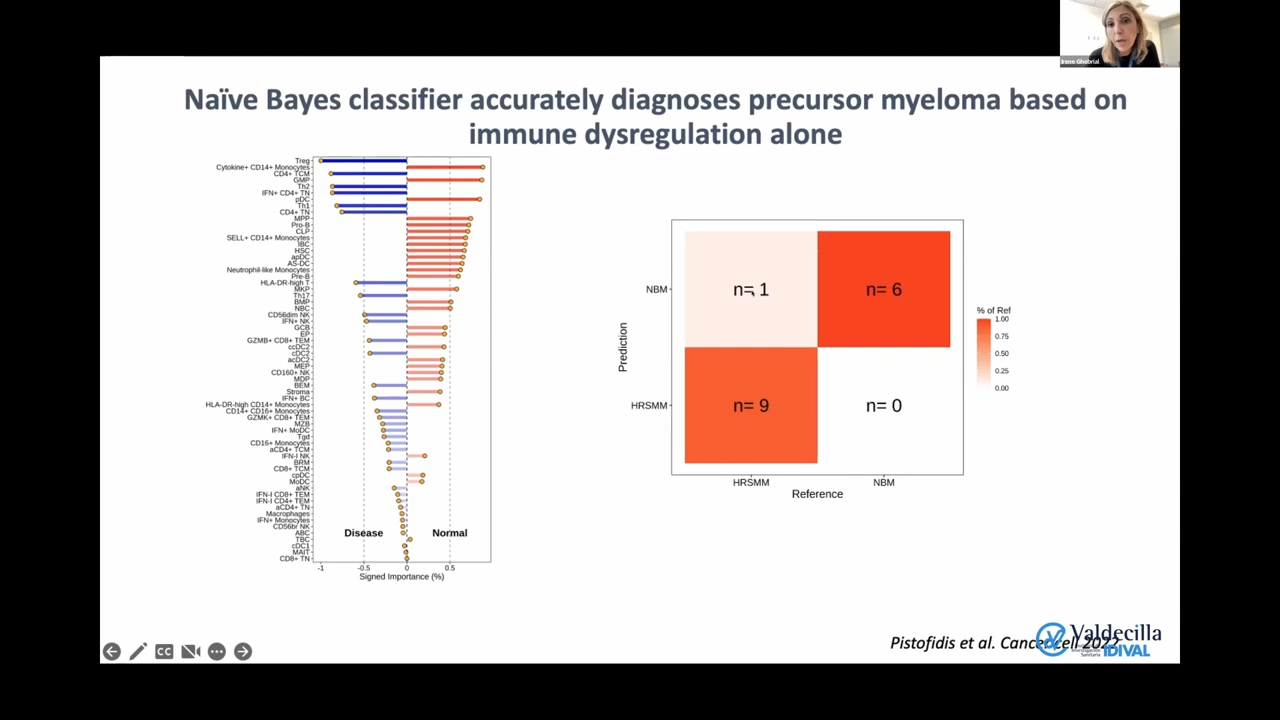 Irene Ghobrial
Naïve Bayes classifier accurately diagnoses precursor myeloma based on
immune dysregulation alone
Treg
Cytokine+ CD14+ Monocytes
CD4+ TCM
GMP
Th2
IFN+ CD4+ TN
pDC
Th1
CD4+ TN
MPP
Pro-B
CLP
SELL+ CD14+ Monocytes
IBC
HSC
apDC
AS-DC
Neutrophil-like Monocytes
Pre-B
HLA-DR-high T
MKP
Th17
BMP
NBC
CD56dim NK
IFN+ NK
GCB
EP
GZMB+ CD8+ TEM
ccDC2
cDC2
acDC2
MEP
CD160+ NK
MDP
BEM
Stroma
IFN+ BC
HLA-DR-high CD14+ Monocytes
CD14+ CD16+ Monocytes
GZMK+ CD8+ TEM
MZB
IFN+ MoDC
Tgd
CD16+ Monocytes
aCD4+ TCM
IFN-I NK
BRM
CD8+ TCM
cpDC
MoDC
aNK
IFN-I CD8+ TEM
IFN-I CD4+ TEM
aCD4+ TN
Macrophages
IFN+ Monocytes
CD56br NK
ABC
TBC
cDC1
MAIT
CD8+ TN
Disease Normal
-1 -0.5 0 0.5
Signed Importance (%)
Prediction
NBM
HRSMM
n= 1 n= 6
n= 9 n= 0
HRSMM NBM
Reference
% of Ref
1.00
0.75
0.50
0.25
0.00
Pistofidis et al. Cancer cell 2022
Valdecilla
IDIVAL
CC